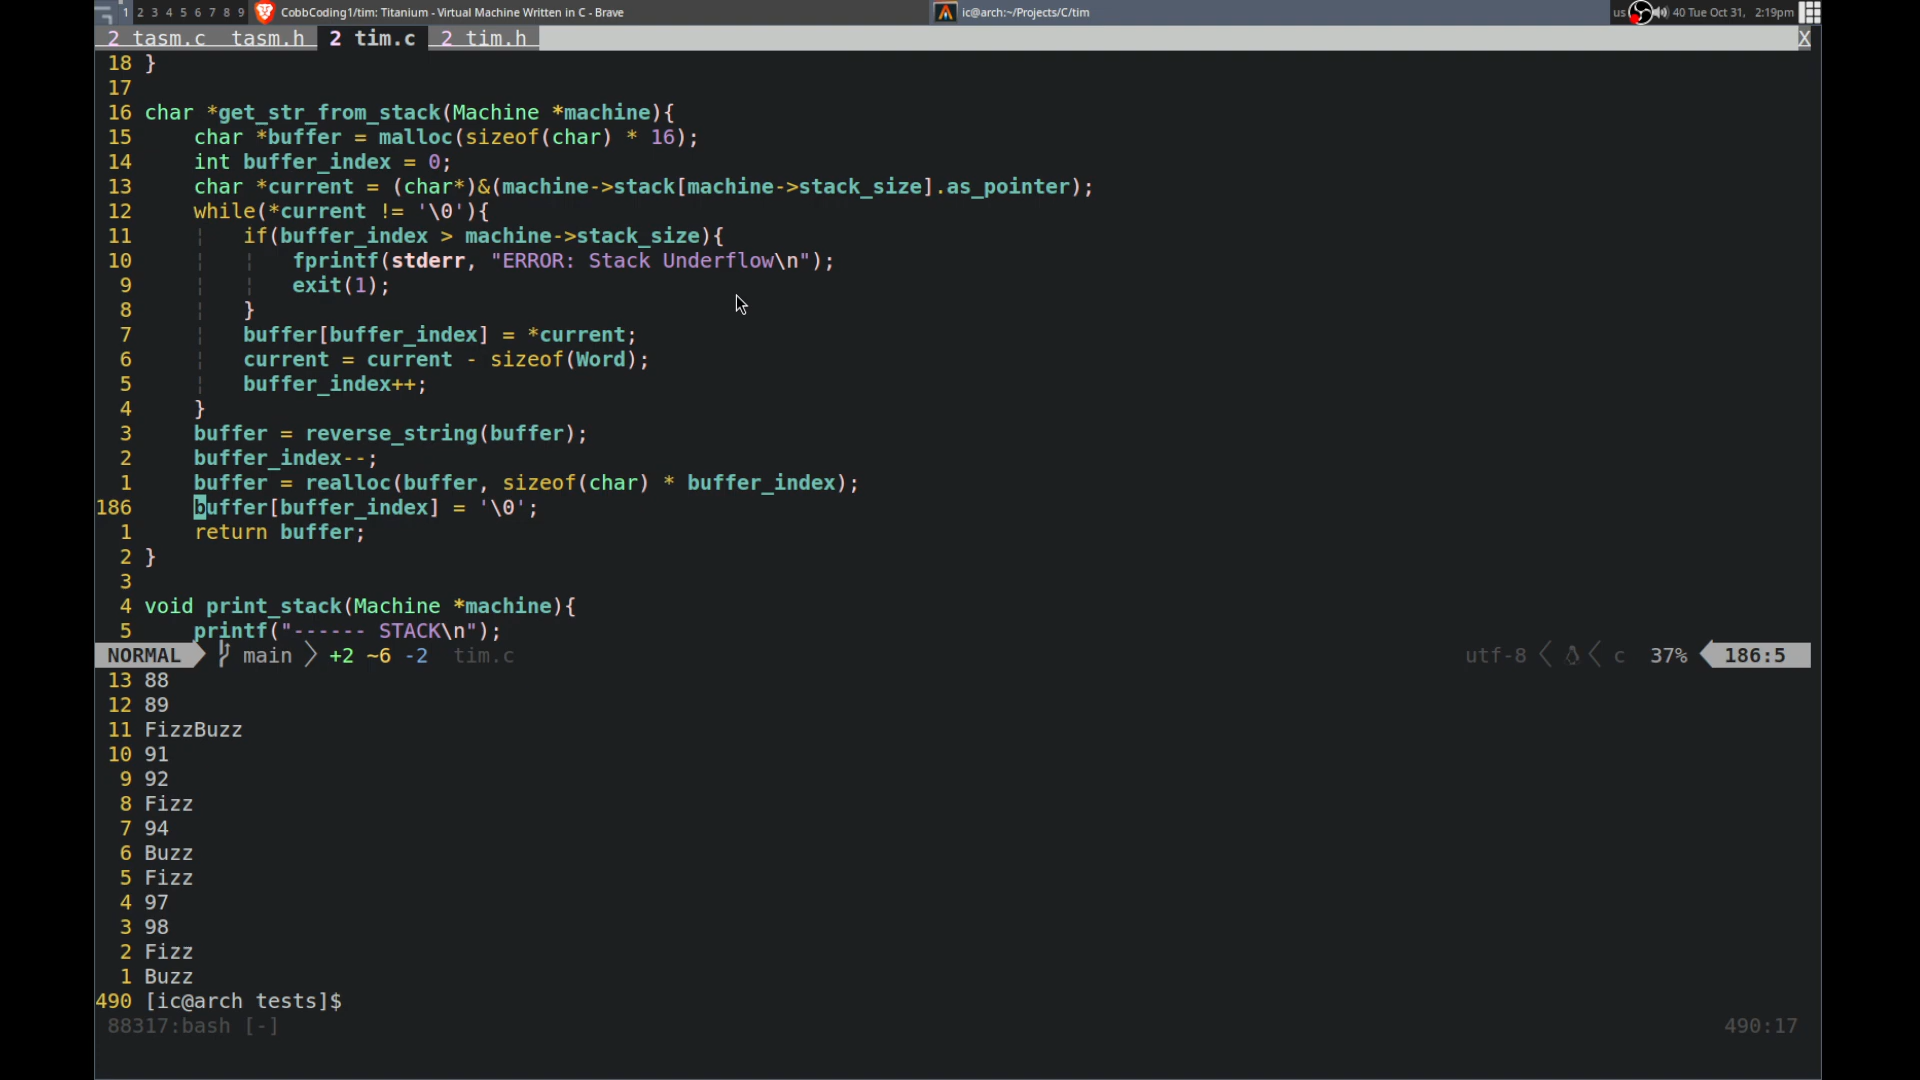 1 2 3 4 5 6 7 8 9 CobbCoding1/tim: Titanium - Virtual Machine Written in C - Brave ic@arch:~/Projects/C/tim us 40 Tue Oct 31, 2:19pm
2 tasm.c tasm.h 2 tim.c 2 tim.h X
18 }
17
16 char *get_str_from_stack(Machine *machine){
15 char *buffer = malloc(sizeof(char) * 16);
14 int buffer_index = 0;
13 char *current = (char*)&(machine->stack[machine->stack_size].as_pointer);
12 while(*current != '\0'){
11 if(buffer_index > machine->stack_size){
10 fprintf(stderr, "ERROR: Stack Underflow\n");
9 exit(1);
8 }
7 buffer[buffer_index] = *current;
6 current = current - sizeof(Word);
5 buffer_index++;
4 }
3 buffer = reverse_string(buffer);
2 buffer_index--;
1 buffer = realloc(buffer, sizeof(char) * buffer_index);
186 buffer[buffer_index] = '\0';
1 return buffer;
2 }
3
4 void print_stack(Machine *machine){
5 printf("------ STACK\n");
NORMAL main +2 ~6 -2 tim.c utf-8 c 37% 186:5
13 88
12 89
11 FizzBuzz
10 91
9 92
8 Fizz
7 94
6 Buzz
5 Fizz
4 97
3 98
2 Fizz
1 Buzz
490 [ic@arch tests]$
88317:bash [-] 490:17